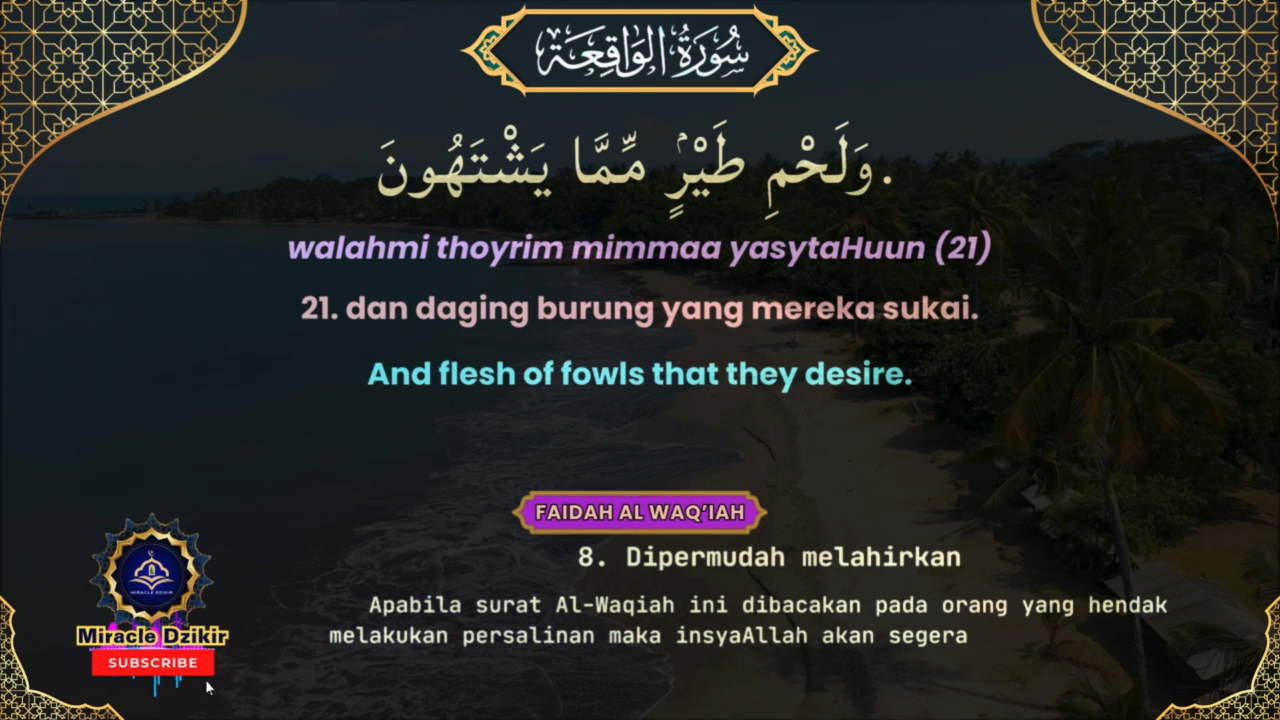 سُورَةُ الوَاقِعَة
وَلَحْمِ طَيْرٍۢ مِّمَّا يَشْتَهُونَ.
walahmi thoyrim mimmaa yasytaHuun (21)
21. dan daging burung yang mereka sukai.
And flesh of fowls that they desire.
FAIDAH AL WAQ'IAH
8. Dipermudah melahirkan
Apabila surat Al-Waqiah ini dibacakan pada orang yang hendak
melakukan persalinan maka insyaAllah akan segera
MIRACLE DZIKIR
Miracle Dzikir
SUBSCRIBE